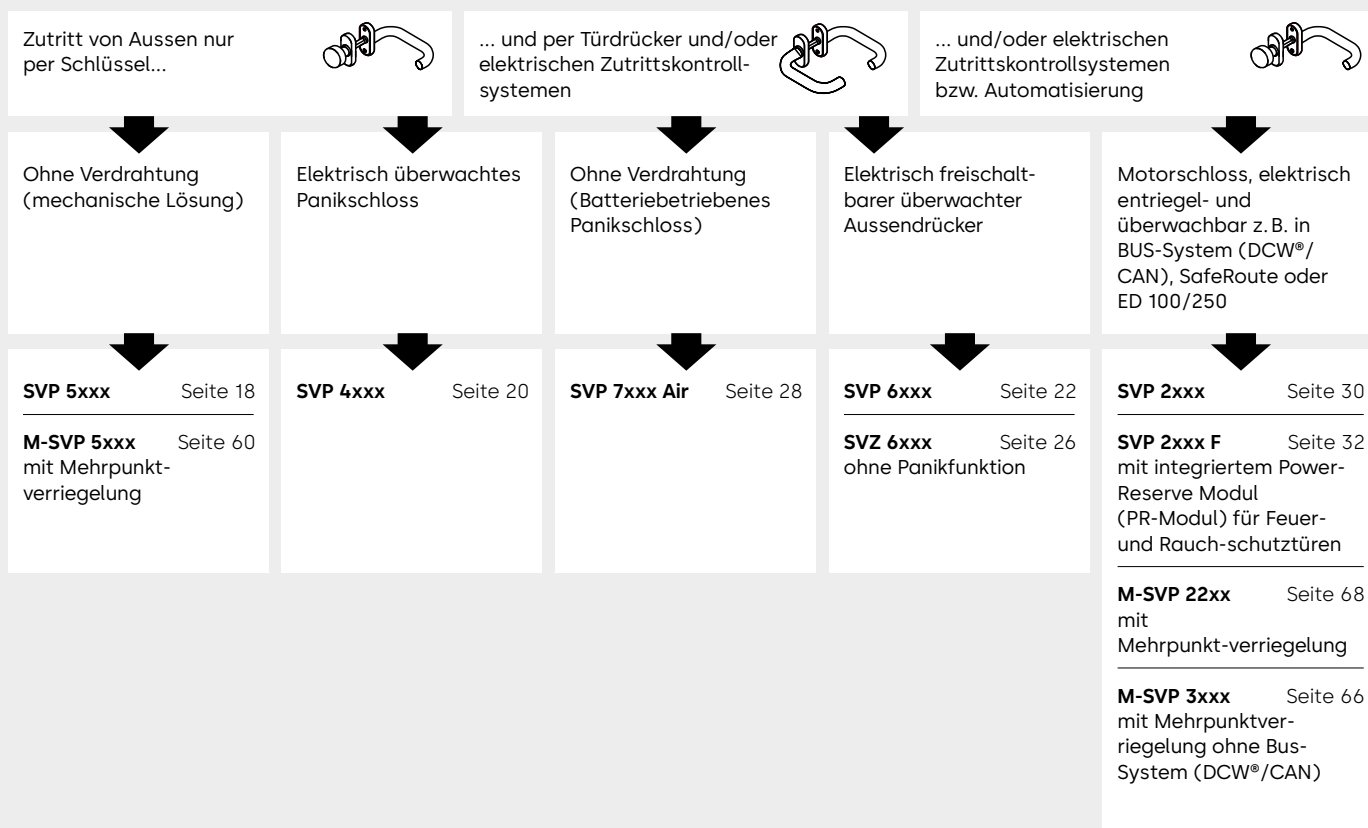 Zutritt von Aussen nur
per Schlüssel...
... und per Türdrücker und/oder
elektrischen Zutrittskontroll-
systemen
... und/oder elektrischen
Zutrittskontrollsystemen
bzw. Automatisierung
Ohne Verdrahtung
(mechanische Lösung)
Elektrisch überwachtes
Panikschloss
Ohne Verdrahtung
(Batteriebetriebenes
Panikschloss)
Elektrisch freischalt-
barer überwachter
Aussendrücker
Motorschloss, elektrisch
entriegel- und
überwachbar z. B. in
BUS-System (DCW®/
CAN), SafeRoute oder
ED 100/250
SVP 5xxx Seite 18
M-SVP 5xxx Seite 60
mit Mehrpunkt-
verriegelung
SVP 4xxx Seite 20
SVP 7xxx Air Seite 28
SVP 6xxx Seite 22
SVZ 6xxx Seite 26
ohne Panikfunktion
SVP 2xxx Seite 30
SVP 2xxx F Seite 32
mit integriertem Power-
Reserve Modul
(PR-Modul) für Feuer-
und Rauch-schutztüren
M-SVP 22xx Seite 68
mit
Mehrpunkt-verriegelung
M-SVP 3xxx Seite 66
mit Mehrpunktver-
riegelung ohne Bus-
System (DCW®/CAN)